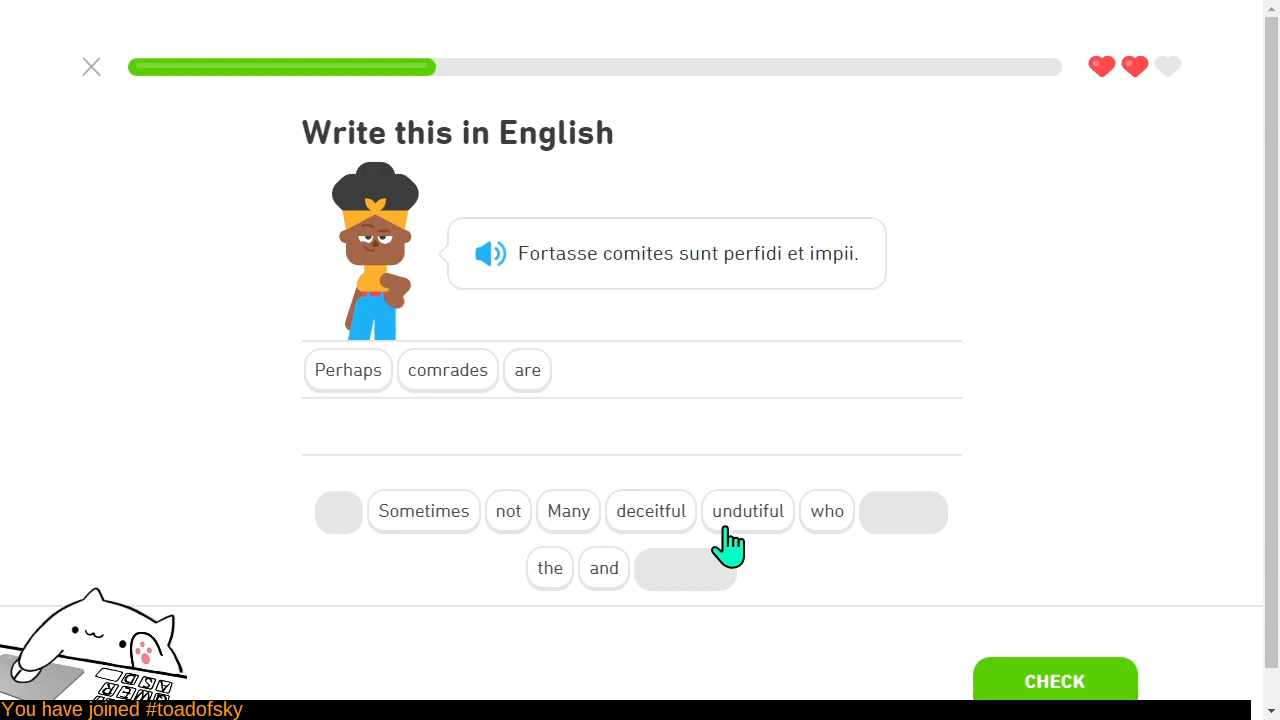 Write this in English
Fortasse comites sunt perfidi et impii.
Perhaps comrades are
Sometimes not Many deceitful undutiful who
the and
CHECK
You have joined #toadofsky